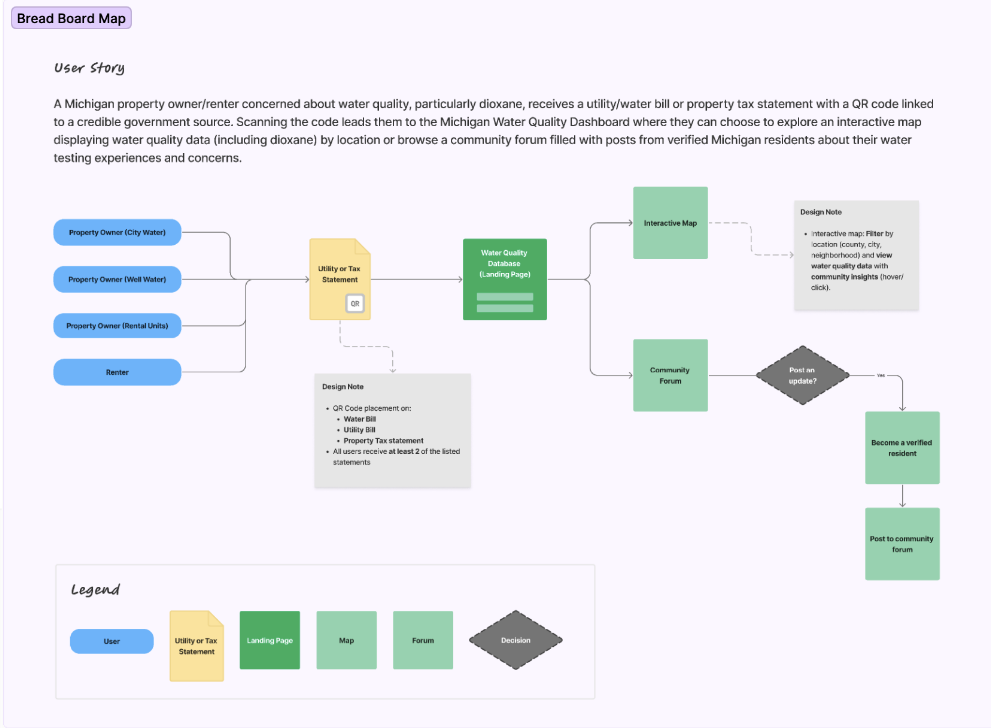 Bread Board Map
User Story
A Michigan property owner/renter concerned about water quality, particularly dioxane, receives a utility/water bill or property tax statement with a QR code linked
to a credible government source. Scanning the code leads them to the Michigan Water Quality Dashboard where they can choose to explore an interactive map
displaying water quality data (including dioxane) by location or browse a community forum filled with posts from verified Michigan residents about their water
testing experiences and concerns.
Property Owner (City Water)
Property Owner (Well Water)
Property Owner (Rental Units)
Renter
Utility or Tax
Statement
QR
Design Note
• QR Code placement on:
• Water Bill
• Utility Bill
• Property Tax statement
• All users receive at least 2 of the listed
statements
Water Quality
Database
(Landing Page)
Interactive Map
Design Note
• Interactive map: Filter by
location (county, city,
neighborhood) and view
water quality data with
community insights (hover/
click).
Community
Forum
Post an
update?
Yes
Become a verified
resident
Post to community
forum
Legend
User
Utility or Tax
Statement
Landing Page
Map
Forum
Decision